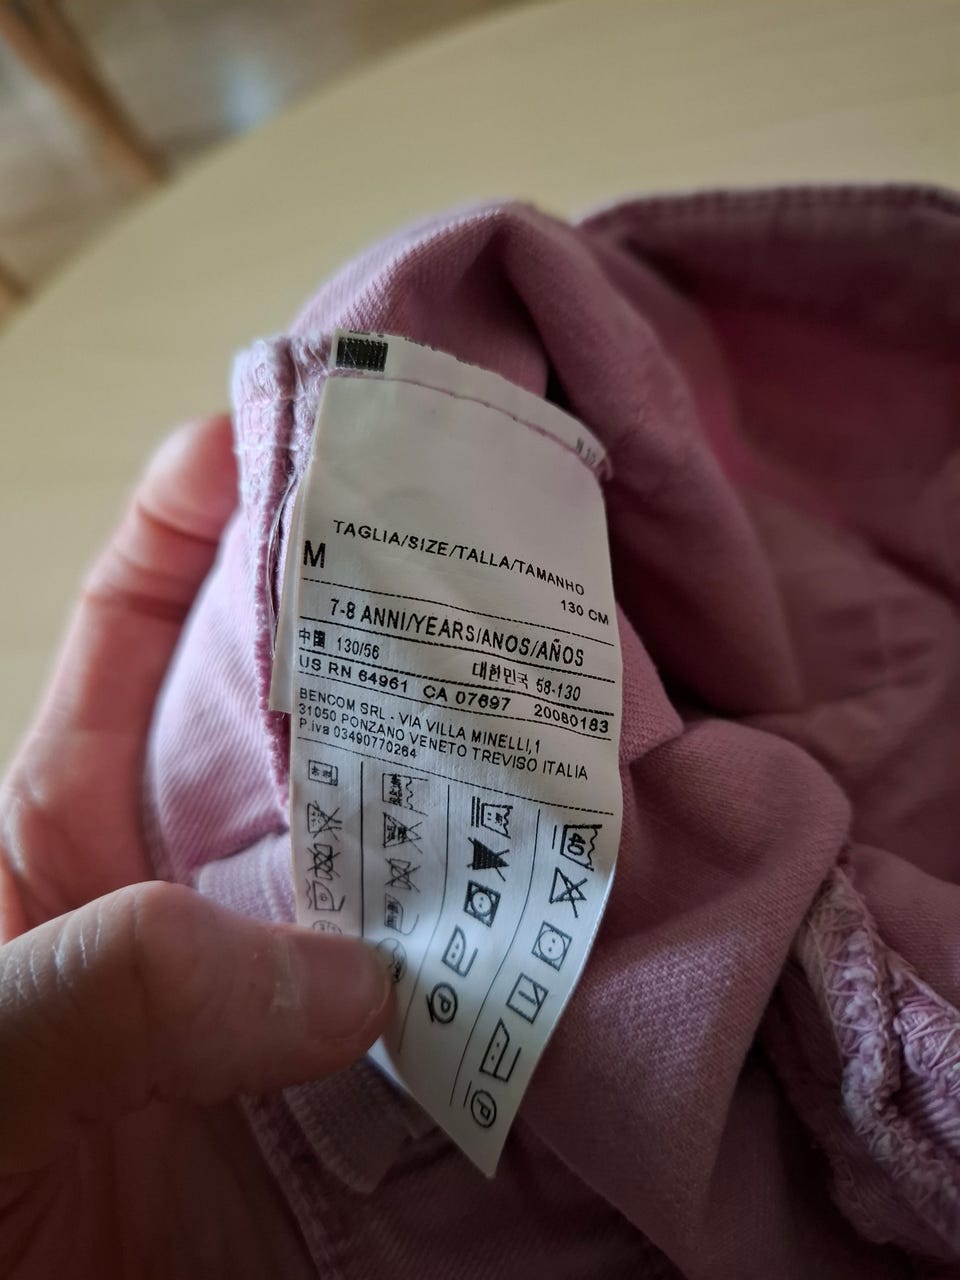 TAGLIA/SIZE/TALLA/TAMANHO
M 130 CM
7-8 ANNI/YEARS/ANOS/AÑOS
中國 130/56 대한민국 58-130
US RN 64961 CA 07697 20080183
BENCOM SRL - VIA VILLA MINELLI,1
31050 PONZANO VENETO TREVISO ITALIA
P.iva 03490770264
40
P
P